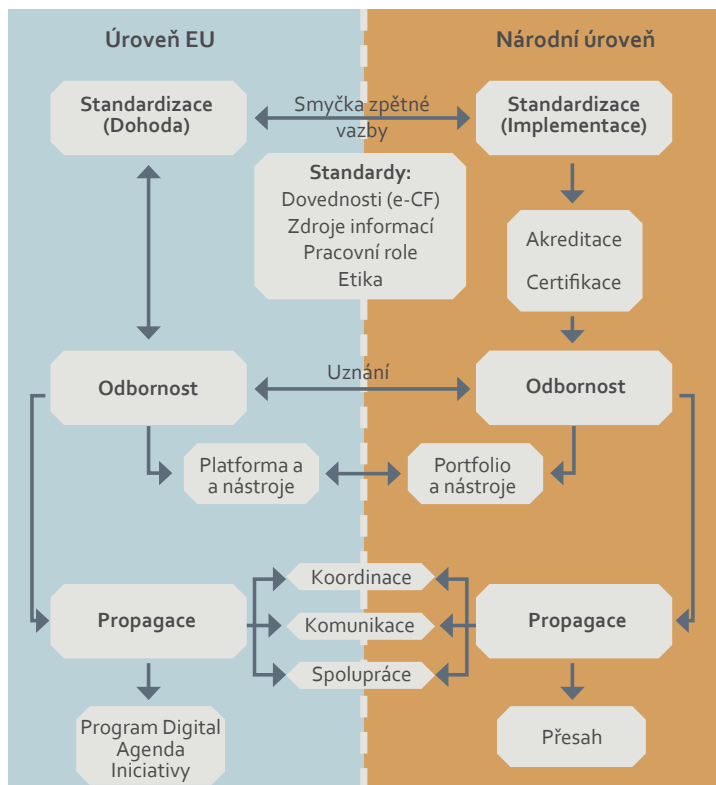 Úroveň EU
Národní úroveň
Standardizace
(Dohoda)
Smyčka zpětné
vazby
Standardizace
(Implementace)
Standardy:
Dovednosti (e-CF)
Zdroje informací
Pracovní role
Etika
Akreditace
Certifikace
Odbornost
Uznání
Odbornost
Platforma a
a nástroje
Portfolio
a nástroje
Koordinace
Propagace
Komunikace
Propagace
Spolupráce
Program Digital
Agenda
Iniciativy
Přesah